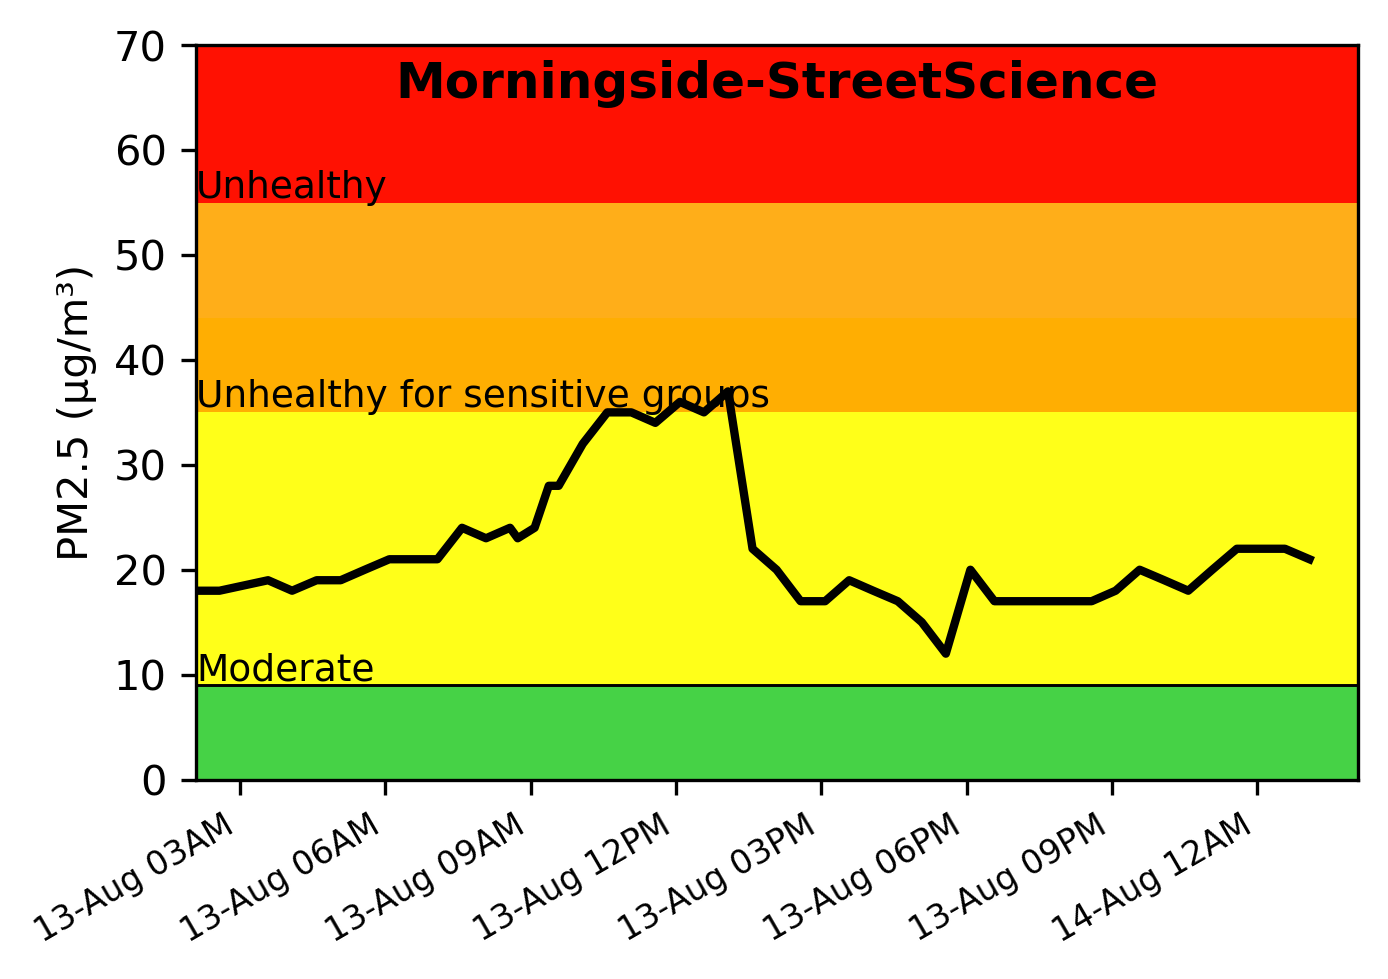 Morningside-StreetScience
PM2.5 (µg/m³)
70
60
50
40
30
20
10
0
Unhealthy
Unhealthy for sensitive groups
Moderate
13-Aug 03AM
13-Aug 06AM
13-Aug 09AM
13-Aug 12PM
13-Aug 03PM
13-Aug 06PM
13-Aug 09PM
14-Aug 12AM